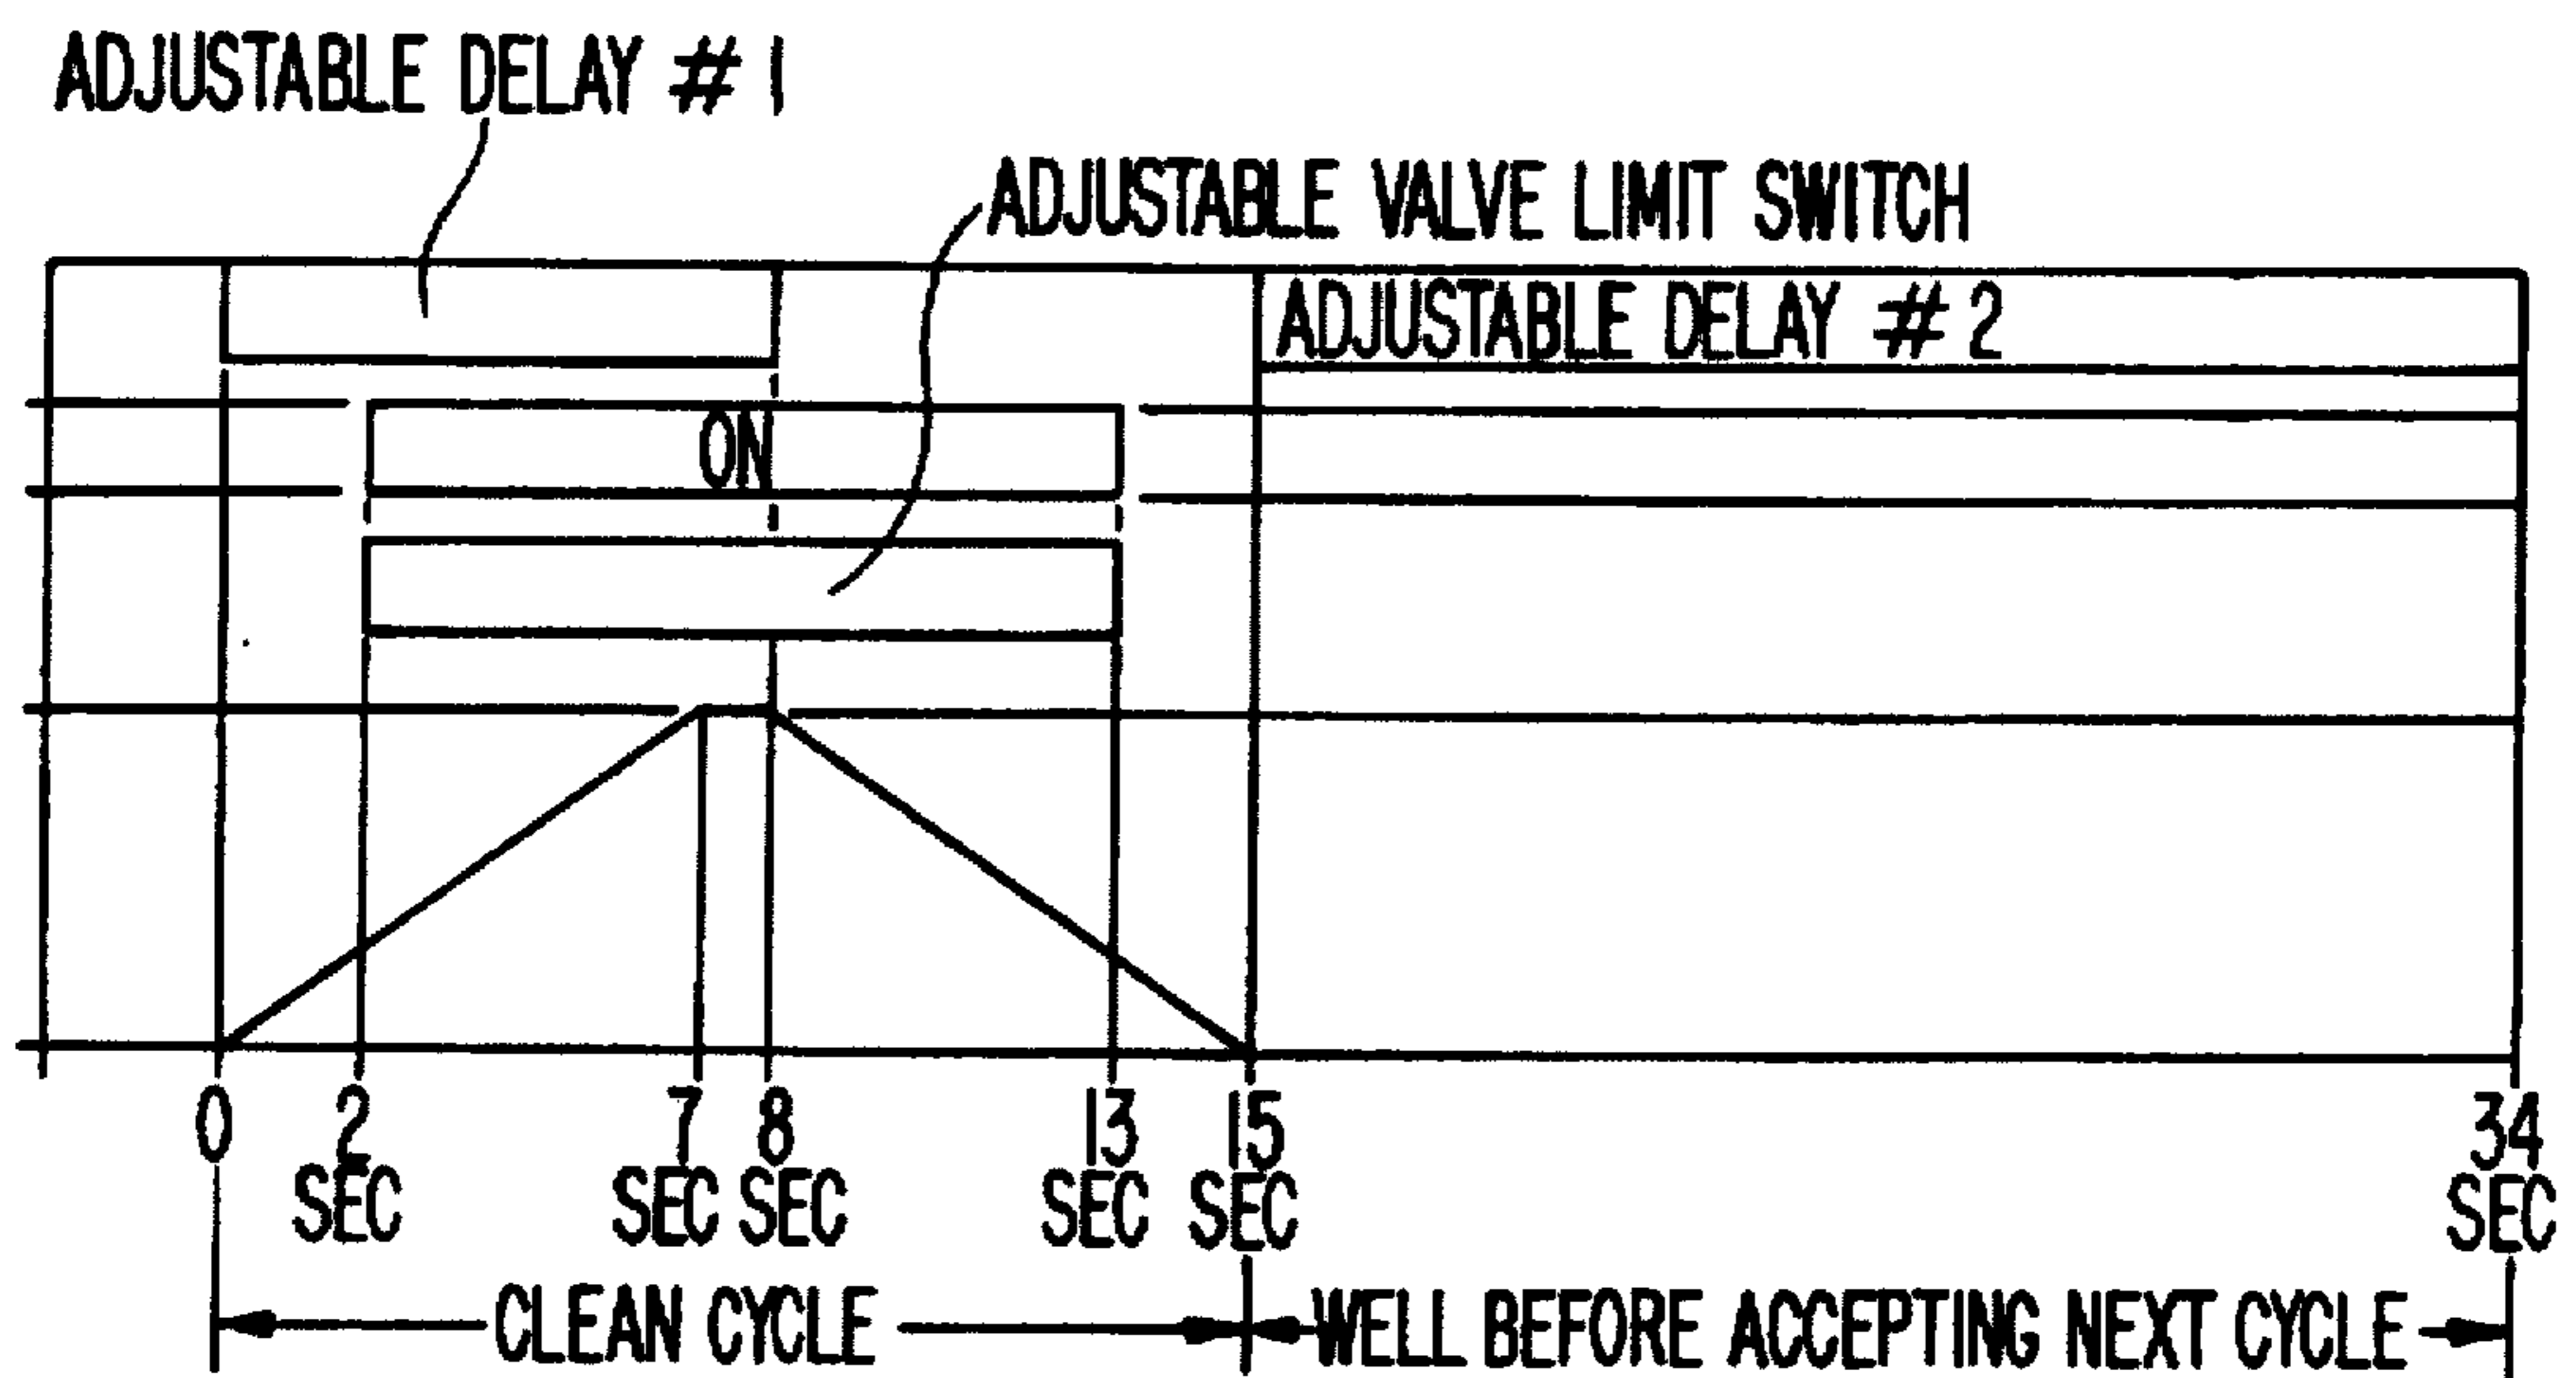 ADJUSTABLE DELAY # 1
ADJUSTABLE VALVE LIMIT SWITCH
ADJUSTABLE DELAY # 2
ON
0 2 7 8 13 15 34
SEC SEC SEC SEC SEC SEC
CLEAN CYCLE WELL BEFORE ACCEPTING NEXT CYCLE